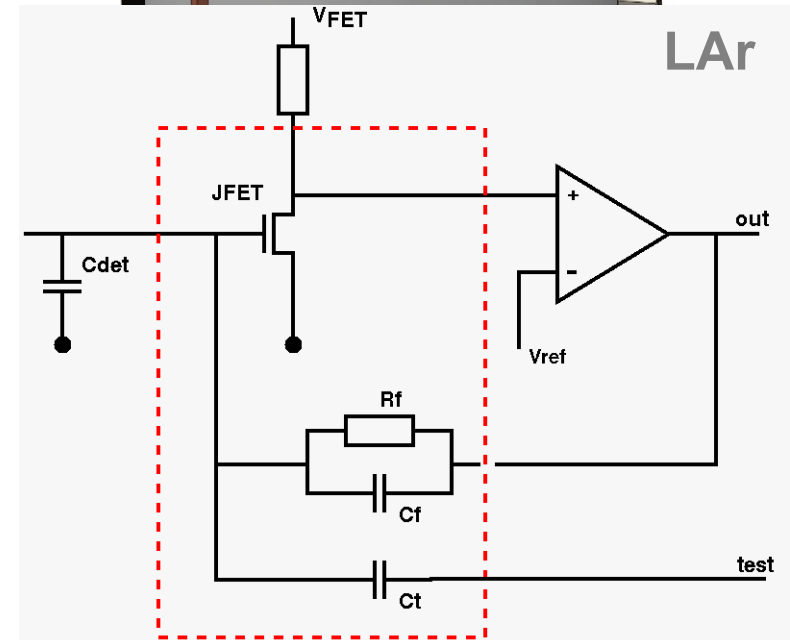 VFET
LAr
JFET
+
out
Cdet
-
Vref
Rf
Cf
test
Ct